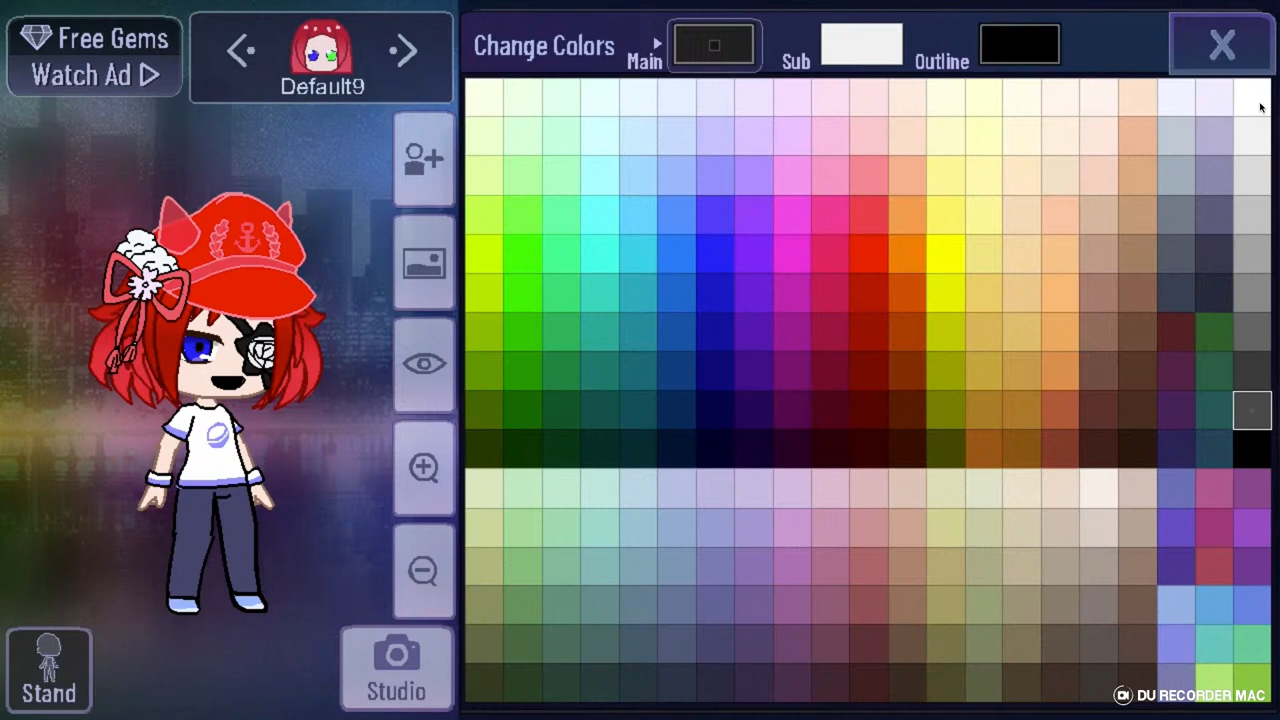 Free Gems
Watch Ad
Default9
Change Colors
Main
Sub
Outline
X
Stand
Studio
DU RECORDER MAC